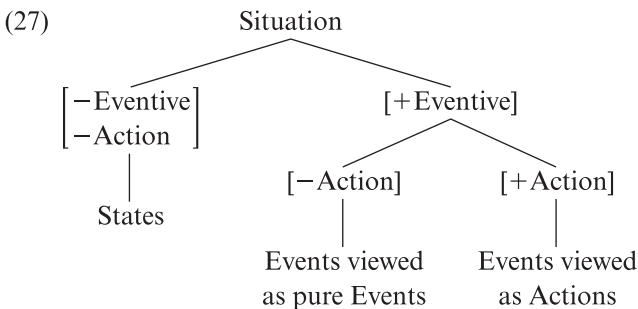 (27) Situation
−Eventive [+Eventive]
−Action
[−Action] [+Action]
States
Events viewed Events viewed
as pure Events as Actions